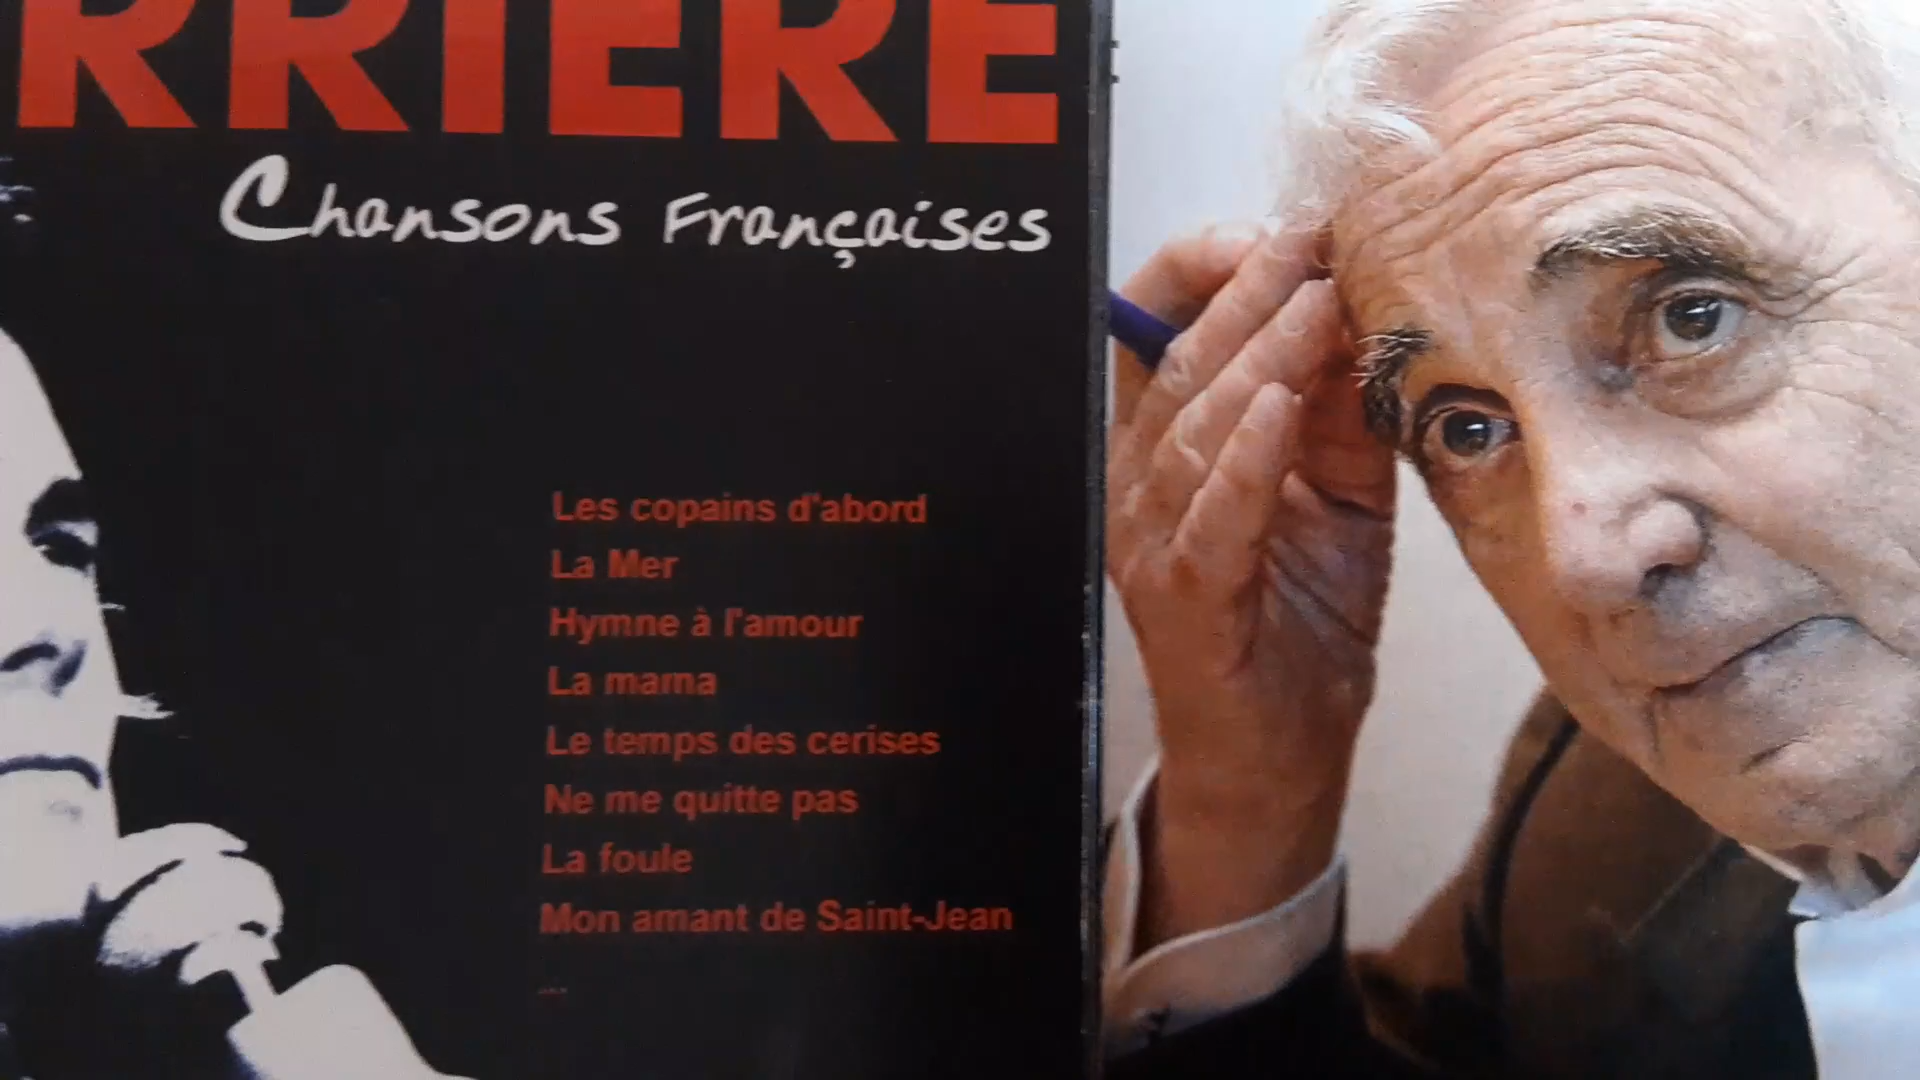 RRIERE
Chansons Françaises
Les copains d'abord
La Mer
Hymne à l'amour
La mama
Le temps des cerises
Ne me quitte pas
La foule
Mon amant de Saint-Jean
...